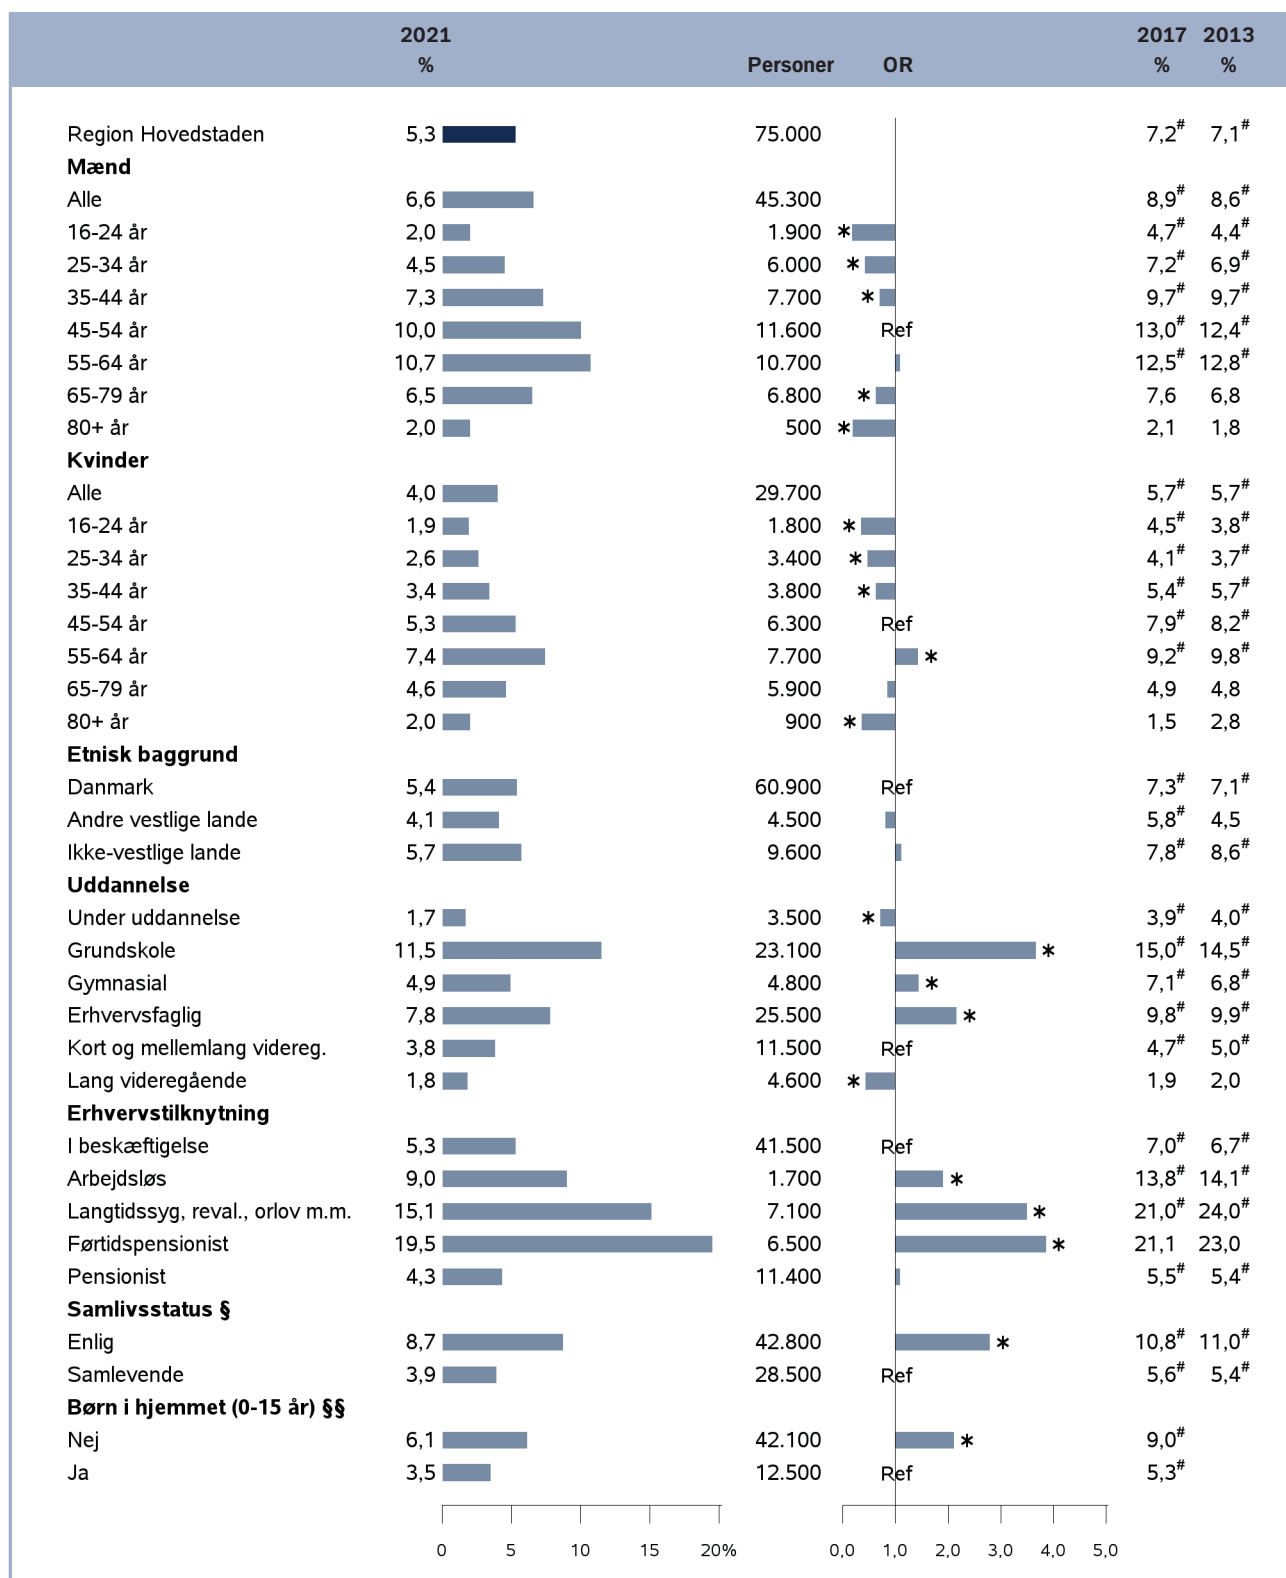 2021 2017 2013
% Personer OR % %
Region Hovedstaden 5,3 75.000 7,2# 7,1#
Mænd
Alle 6,6 45.300 8,9# 8,6#
16-24 år 2,0 1.900 * 4,7# 4,4#
25-34 år 4,5 6.000 * 7,2# 6,9#
35-44 år 7,3 7.700 * 9,7# 9,7#
45-54 år 10,0 11.600 Ref 13,0# 12,4#
55-64 år 10,7 10.700 12,5# 12,8#
65-79 år 6,5 6.800 * 7,6 6,8
80+ år 2,0 500 * 2,1 1,8
Kvinder
Alle 4,0 29.700 5,7# 5,7#
16-24 år 1,9 1.800 * 4,5# 3,8#
25-34 år 2,6 3.400 * 4,1# 3,7#
35-44 år 3,4 3.800 * 5,4# 5,7#
45-54 år 5,3 6.300 Ref 7,9# 8,2#
55-64 år 7,4 7.700 * 9,2# 9,8#
65-79 år 4,6 5.900 4,9 4,8
80+ år 2,0 900 * 1,5 2,8
Etnisk baggrund
Danmark 5,4 60.900 Ref 7,3# 7,1#
Andre vestlige lande 4,1 4.500 5,8# 4,5
Ikke-vestlige lande 5,7 9.600 7,8# 8,6#
Uddannelse
Under uddannelse 1,7 3.500 * 3,9# 4,0#
Grundskole 11,5 23.100 * 15,0# 14,5#
Gymnasial 4,9 4.800 * 7,1# 6,8#
Erhvervsfaglig 7,8 25.500 * 9,8# 9,9#
Kort og mellemlang videreg. 3,8 11.500 Ref 4,7# 5,0#
Lang videregående 1,8 4.600 * 1,9 2,0
Erhvervstilknytning
I beskæftigelse 5,3 41.500 Ref 7,0# 6,7#
Arbejdsløs 9,0 1.700 * 13,8# 14,1#
Langtidssyg, reval., orlov m.m. 15,1 7.100 * 21,0# 24,0#
Førtidspensionist 19,5 6.500 * 21,1 23,0
Pensionist 4,3 11.400 5,5# 5,4#
Samlivsstatus §
Enlig 8,7 42.800 * 10,8# 11,0#
Samlevende 3,9 28.500 Ref 5,6# 5,4#
Børn i hjemmet (0-15 år) §§
Nej 6,1 42.100 * 9,0#
Ja 3,5 12.500 Ref 5,3#
0 5 10 15 20% 0,0 1,0 2,0 3,0 4,0 5,0